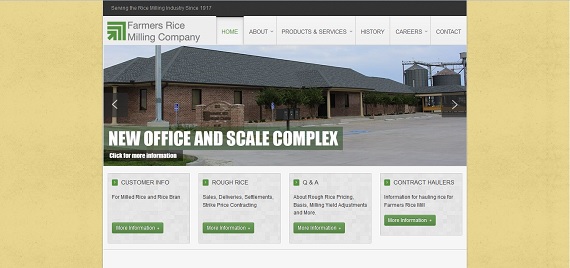 Serving the Rice Milling Industry Since 1917
Farmers Rice
Milling Company
HOME
ABOUT
PRODUCTS & SERVICES
HISTORY
CAREERS
CONTACT
NEW OFFICE AND SCALE COMPLEX
Click for more information
CUSTOMER INFO
For Milled Rice and Rice Bran
More Information
ROUGH RICE
Sales, Deliveries, Settlements,
Strike Price Contracting
More Information
Q & A
About Rough Rice Pricing,
Basis, Milling Yield Adjustments
and More.
More Information
CONTRACT HAULERS
Information for hauling rice for
Farmers Rice Mill
More Information